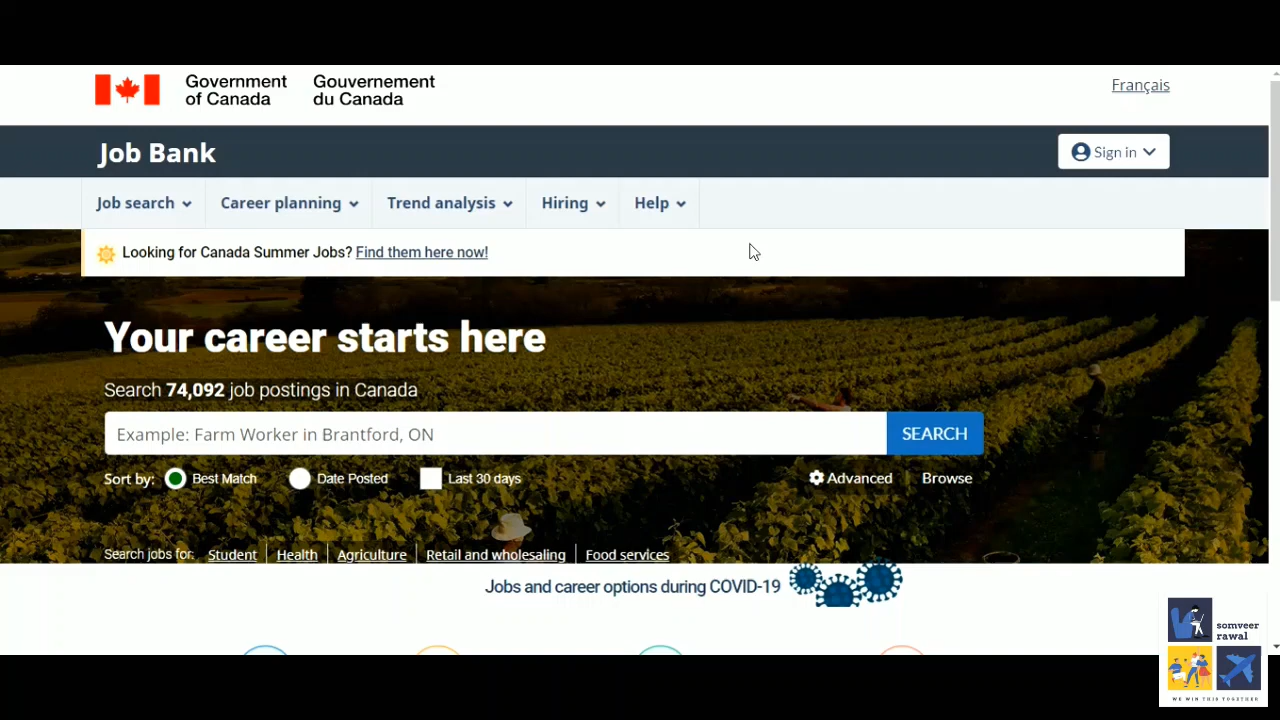 Government of Canada
Gouvernement du Canada
Français
Job Bank
Sign in
Job search
Career planning
Trend analysis
Hiring
Help
Looking for Canada Summer Jobs? Find them here now!
Your career starts here
Search 74,092 job postings in Canada
Example: Farm Worker in Brantford, ON
SEARCH
Sort by: Best Match Date Posted Last 30 days Advanced Browse
Search jobs for: Student Health Agriculture Retail and wholesaling Food services
Jobs and career options during COVID-19
somveer
rawal
WE WIN THIS TOGETHER